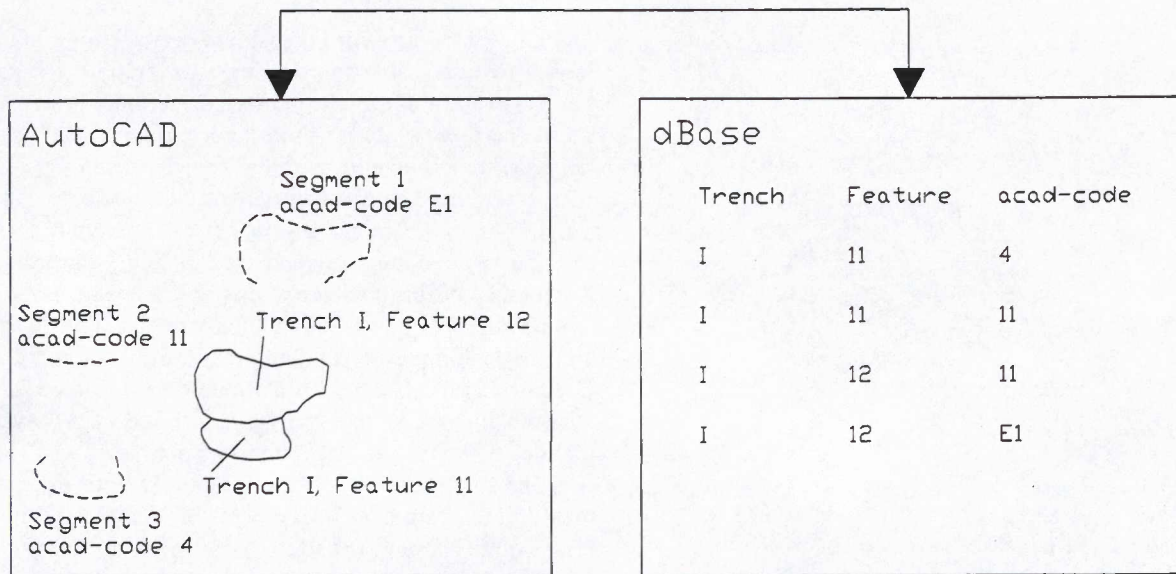 AutoCAD
Segment 1
acad-code E1
Segment 2
acad-code 11
Trench I, Feature 12
Trench I, Feature 11
Segment 3
acad-code 4
dBase
Trench Feature acad-code
I 11 4
I 11 11
I 12 11
I 12 E1